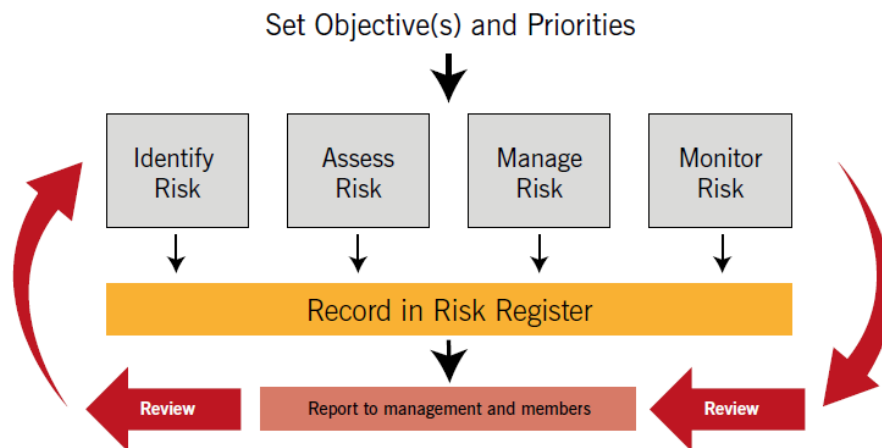 Set Objective(s) and Priorities
Identify
Risk
Assess
Risk
Manage
Risk
Monitor
Risk
Record in Risk Register
Review
Report to management and members
Review